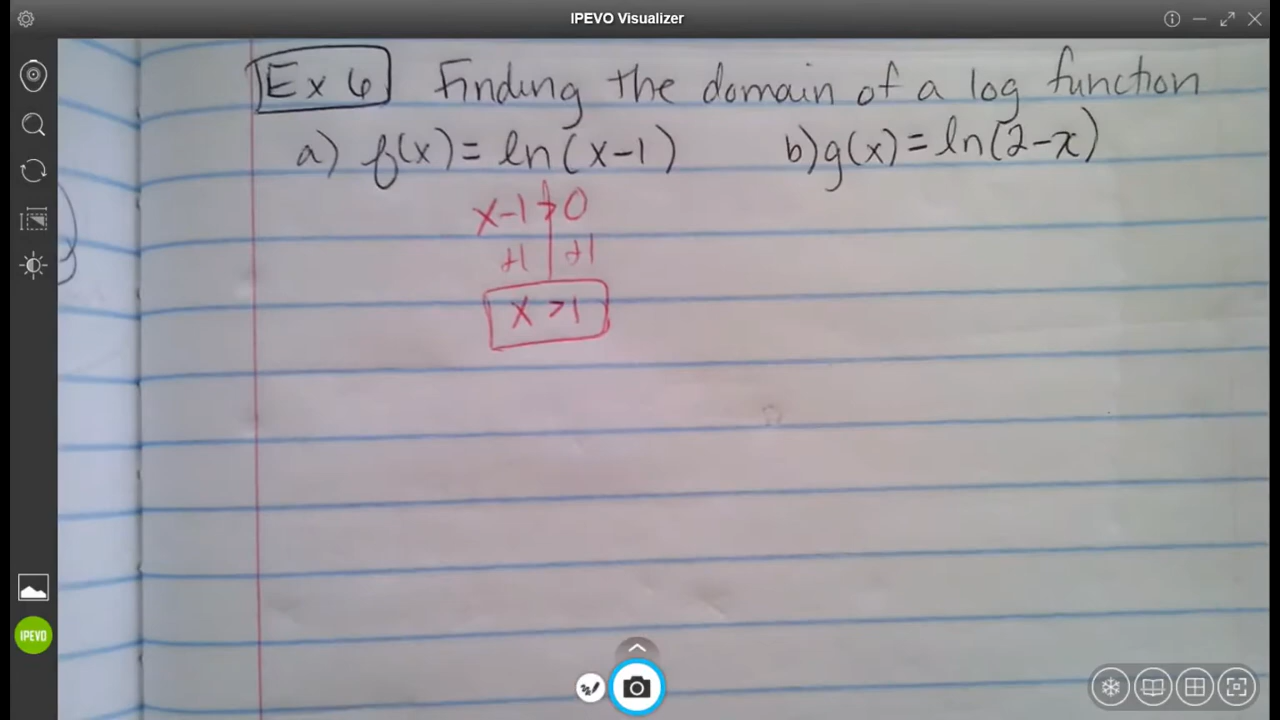 IPEVO Visualizer
Ex 6 Finding the domain of a log function
a) f(x) = ln(x-1) b) g(x) = ln(2-x)
x-1 > 0
+1 +1
x > 1
IPEVO